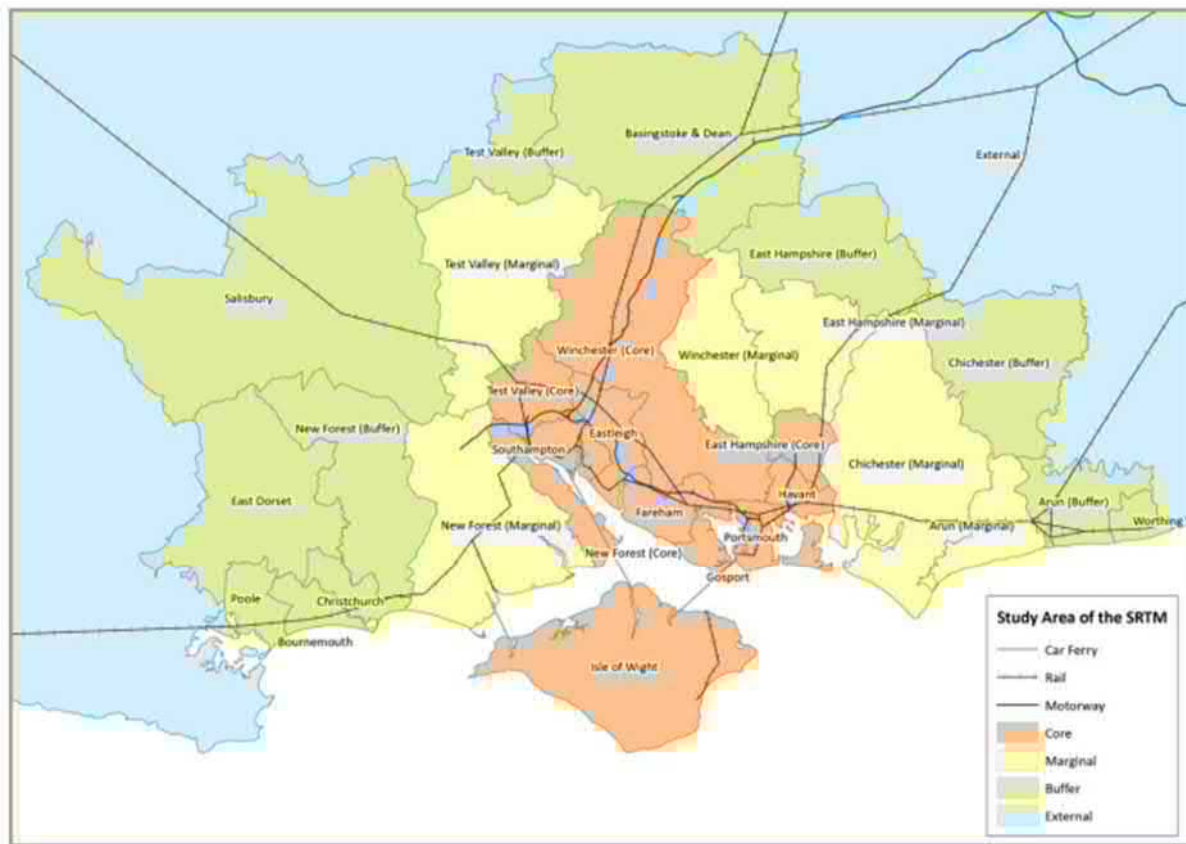 Basingstoke & Dean
Test Valley (Buffer)
External
East Hampshire (Buffer)
Test Valley (Marginal)
Salisbury
East Hampshire (Marginal)
Winchester (Core)
Winchester (Marginal)
Chichester (Buffer)
Test Valley (Core)
New Forest (Buffer)
Eastleigh
East Hampshire (Core)
Southampton
Chichester (Marginal)
Havant
East Dorset
Fareham
Arun (Buffer)
New Forest (Marginal)
Arun (Marginal)
Worthing
Portsmouth
New Forest (Core)
Gosport
Poole
Christchurch
Bournemouth
Isle of Wight
Study Area of the SRTM
Car Ferry
Rail
Motorway
Core
Marginal
Buffer
External